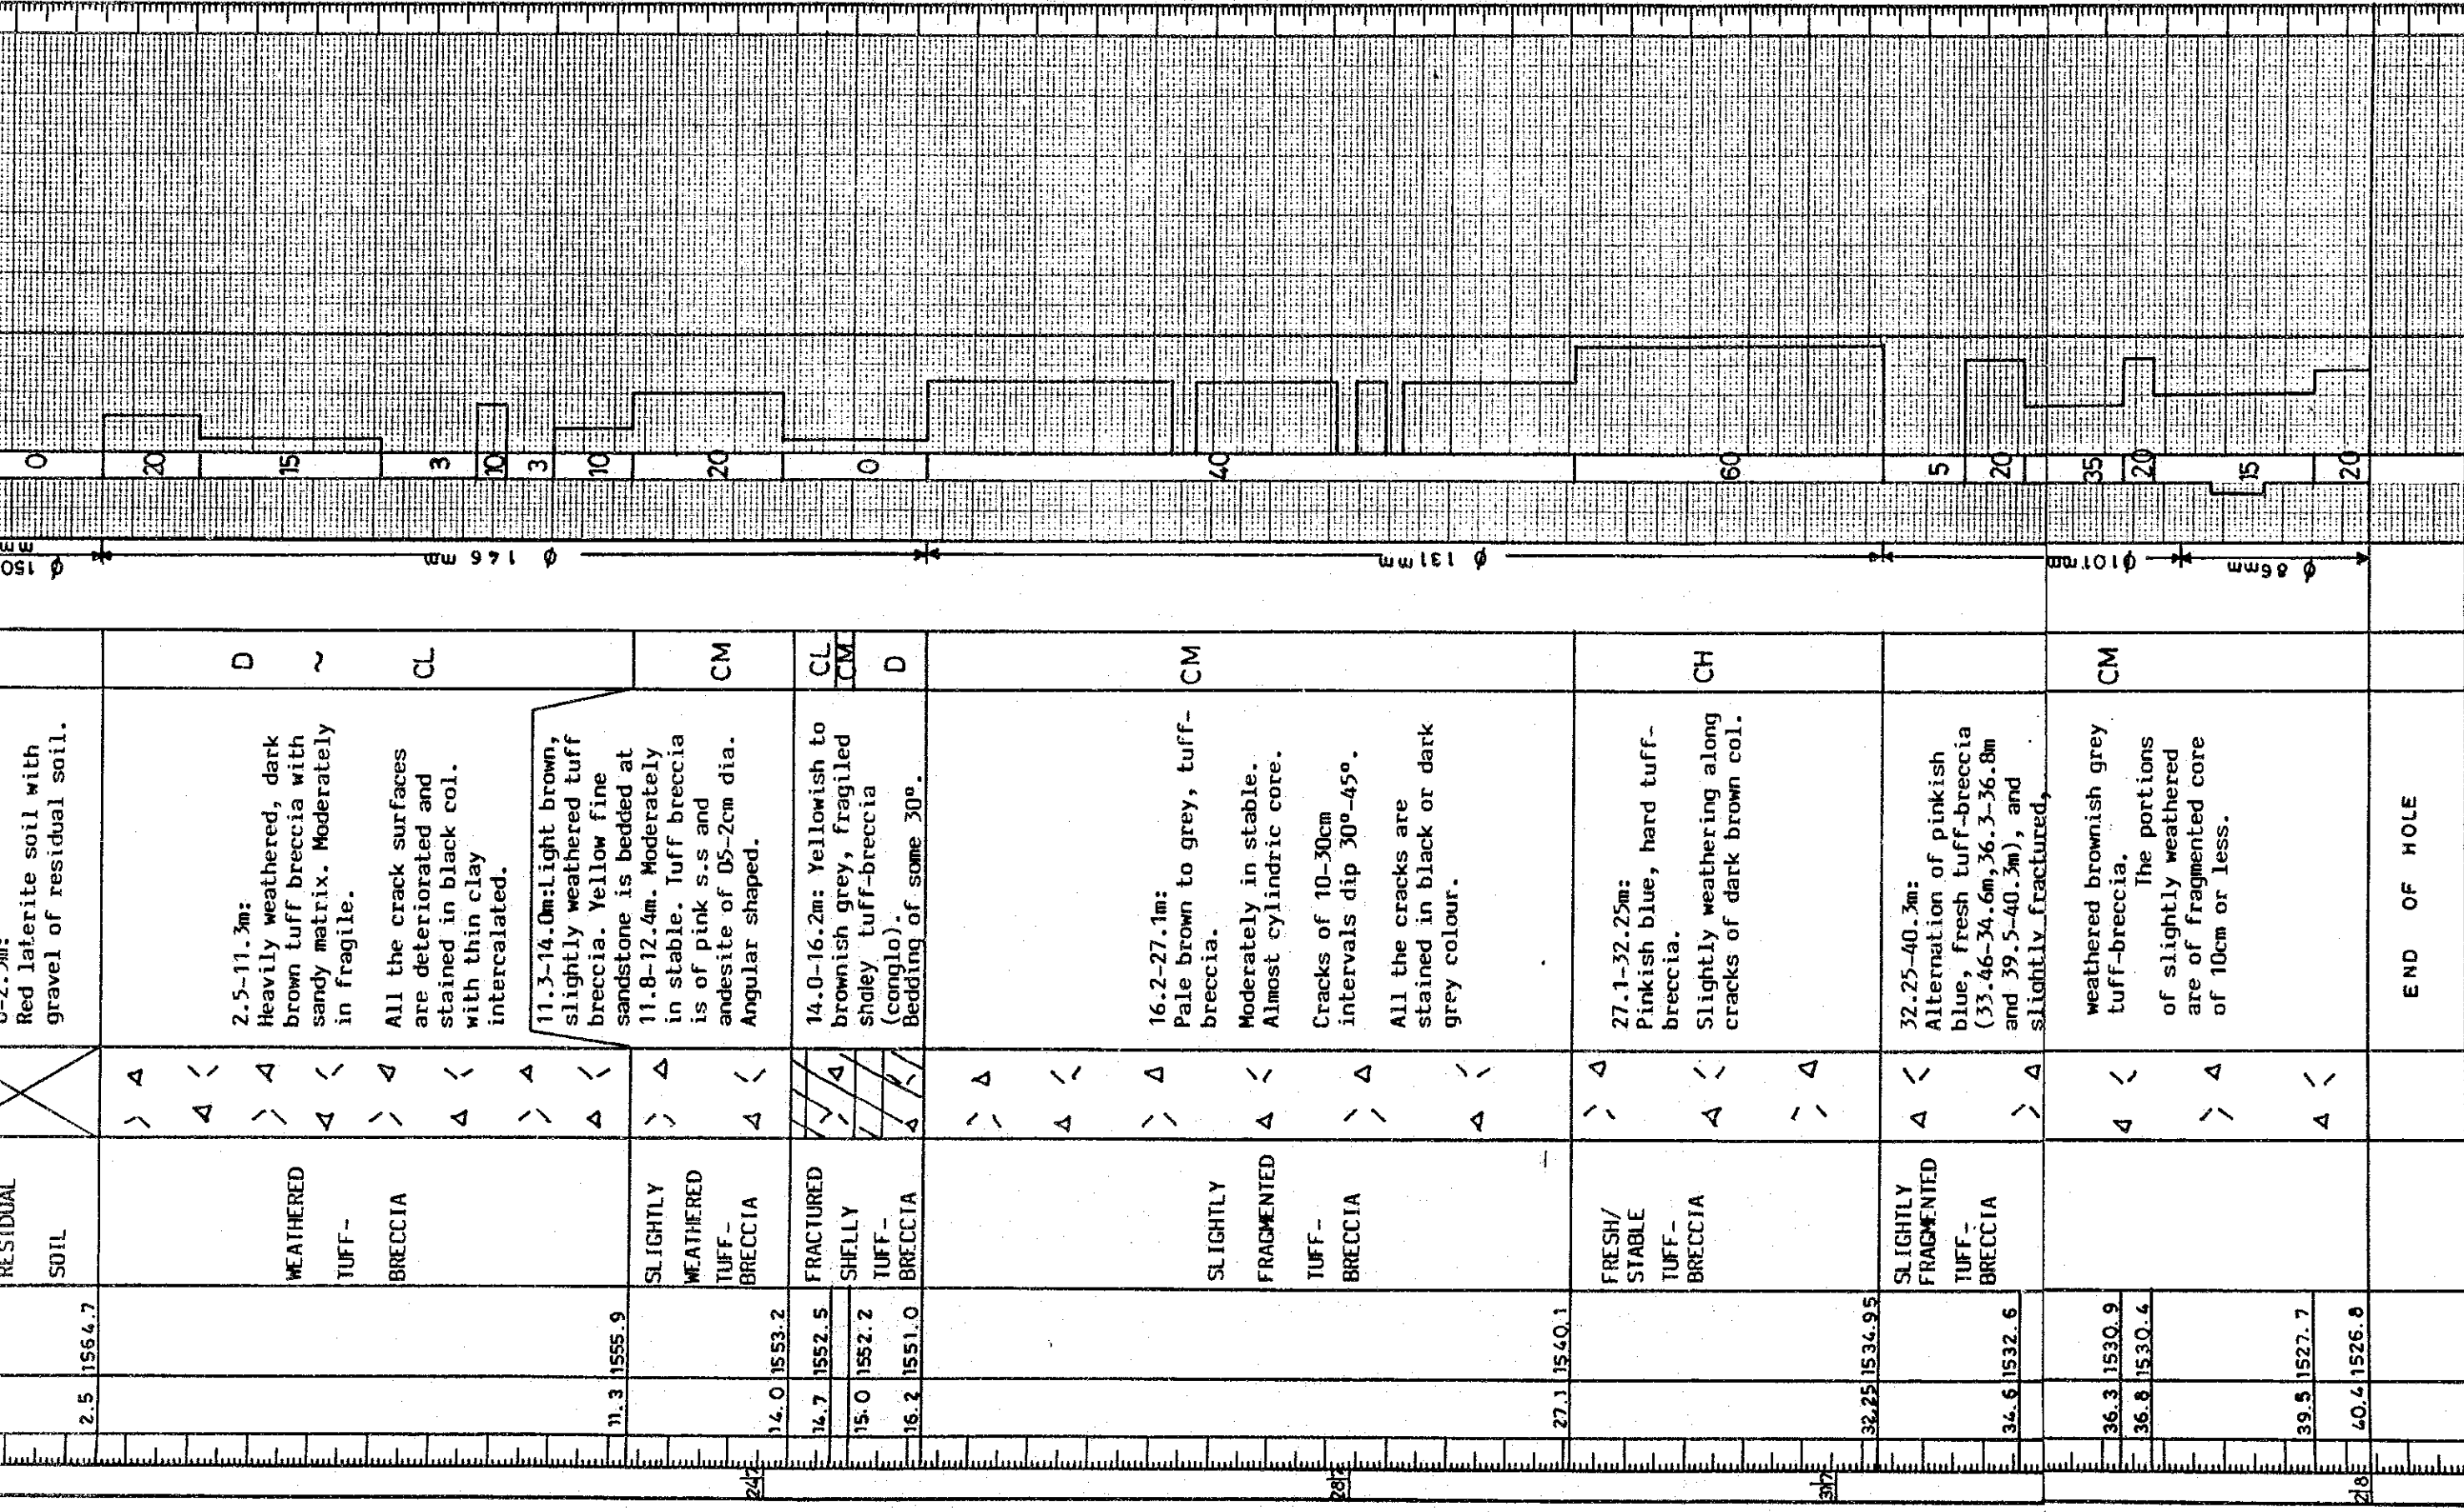 0
20
15
3
10
3
10
20
0
40
60
5
20
35
20
15
20
φ 150 mm
φ 146 mm
φ 131 mm
φ 101 mm
φ 86 mm
D ~ CL
CM
CL
CM
D
CM
CH
CM
Red laterite soil with
gravel of residual soil.
2.5-11.3m:
Heavily weathered, dark
brown tuff breccia with
sandy matrix. Moderately
in fragile.
All the crack surfaces
are deteriorated and
stained in black col.
with thin clay
intercalated.
11.3-14.0m:Light brown,
slightly weathered tuff
breccia. Yellow fine
sandstone is bedded at
11.8-12.4m. Moderately
in stable. Tuff breccia
is of pink s.s and
andesite of 05-2cm dia.
Angular shaped.
14.0-16.2m: Yellowish to
brownish grey, fragiled
shaley tuff-breccia
(conglo).
Bedding of some 30°.
16.2-27.1m:
Pale brown to grey, tuff-
breccia.
Moderately in stable.
Almost cylindric core.
Cracks of 10-30cm
intervals dip 30°-45°.
All the cracks are
stained in black or dark
grey colour.
27.1-32.25m:
Pinkish blue, hard tuff-
breccia.
Slightly weathering along
cracks of dark brown col.
32.25-40.3m:
Alternation of pinkish
blue, fresh tuff-breccia
(33.46-34.6m,36.3-36.8m
and 39.5-40.3m), and
slightly fractured,
weathered brownish grey
tuff-breccia.
The portions
of slightly weathered
are of fragmented core
of 10cm or less.
END OF HOLE
RESIDUAL
SOIL
WEATHERED
TUFF-
BRECCIA
SLIGHTLY
WEATHERED
TUFF-
BRECCIA
FRACTURED
SHELLY
TUFF-
BRECCIA
SLIGHTLY
FRAGMENTED
TUFF-
BRECCIA
FRESH/
STABLE
TUFF-
BRECCIA
SLIGHTLY
FRAGMENTED
TUFF-
BRECCIA
2.5 1564.7
11.3 1555.9
14.0 1553.2
14.7 1552.5
15.0 1552.2
16.2 1551.0
27.1 1540.1
32.25 1534.95
34.6 1532.6
36.3 1530.9
36.8 1530.4
39.5 1527.7
40.4 1526.8